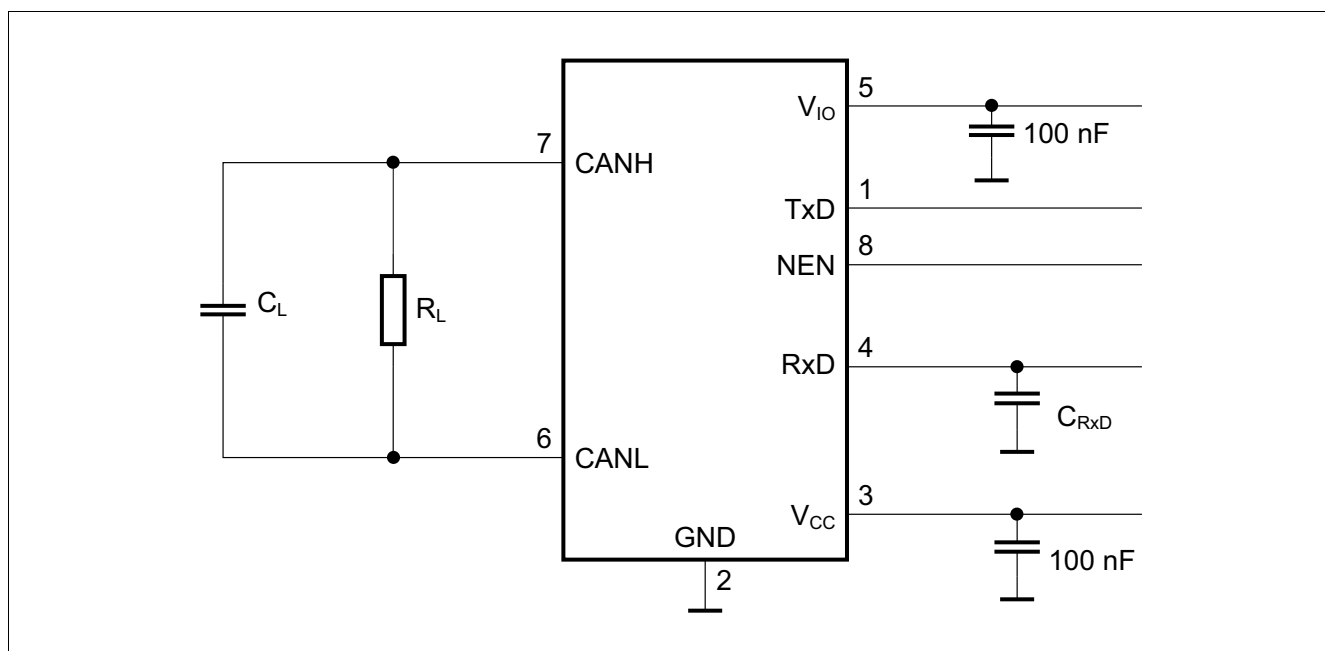 V_IO
5
100 nF
7
CANH
TxD
1
NEN
8
C_L
R_L
RxD
4
C_RxD
6
CANL
V_CC
3
GND
100 nF
2